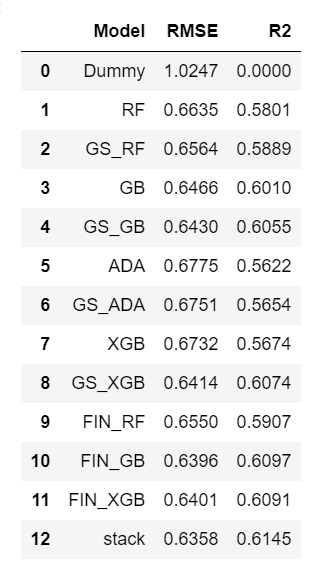 Model RMSE R2
0 Dummy 1.0247 0.0000
1 RF 0.6635 0.5801
2 GS_RF 0.6564 0.5889
3 GB 0.6466 0.6010
4 GS_GB 0.6430 0.6055
5 ADA 0.6775 0.5622
6 GS_ADA 0.6751 0.5654
7 XGB 0.6732 0.5674
8 GS_XGB 0.6414 0.6074
9 FIN_RF 0.6550 0.5907
10 FIN_GB 0.6396 0.6097
11 FIN_XGB 0.6401 0.6091
12 stack 0.6358 0.6145